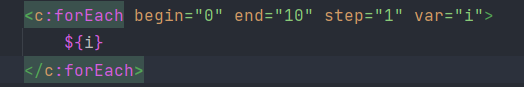 <c:forEach begin="0" end="10" step="1" var="i">
    ${i}
</c:forEach>